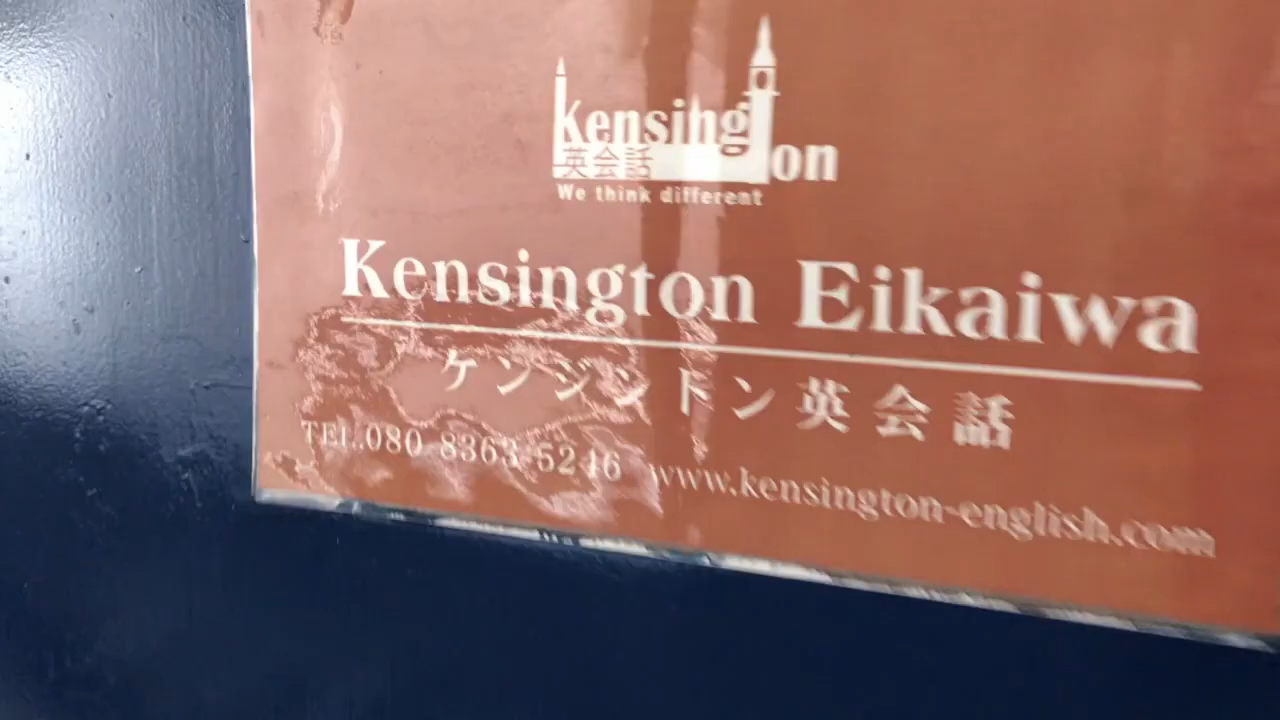 Kensington
英会話
We think different
Kensington Eikaiwa
ケンジントン英会話
TEL.080-8363-5246 www.kensington-english.com